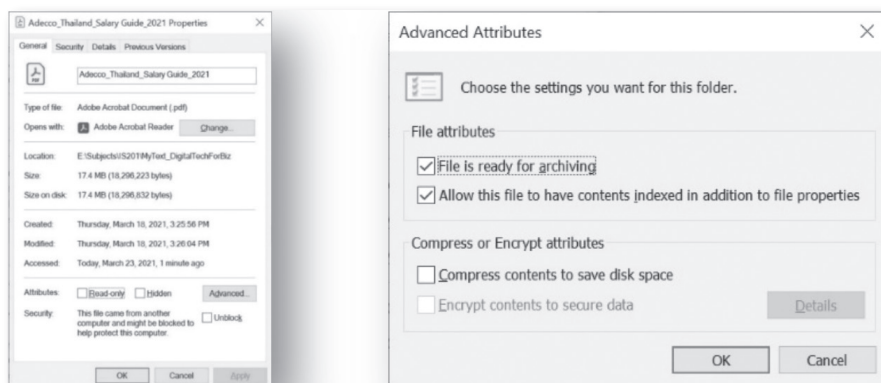 Adecco_Thailand_Salary Guide_2021 Properties
General Security Details Previous Versions
PDF
Adecco_Thailand_Salary Guide_2021
Type of file: Adobe Acrobat Document (.pdf)
Opens with: Adobe Acrobat Reader Change...
Location: E:\Subjects\IS201\MyText_DigitalTechForBiz
Size: 17.4 MB (18,296,223 bytes)
Size on disk: 17.4 MB (18,296,832 bytes)
Created: Thursday, March 18, 2021, 3:25:56 PM
Modified: Thursday, March 18, 2021, 3:26:04 PM
Accessed: Today, March 23, 2021, 1 minute ago
Attributes: Read-only Hidden Advanced...
Security: This file came from another
computer and might be blocked to
help protect this computer.
Unblock
OK Cancel Apply
Advanced Attributes
Choose the settings you want for this folder.
File attributes
File is ready for archiving
Allow this file to have contents indexed in addition to file properties
Compress or Encrypt attributes
Compress contents to save disk space
Encrypt contents to secure data Details
OK Cancel